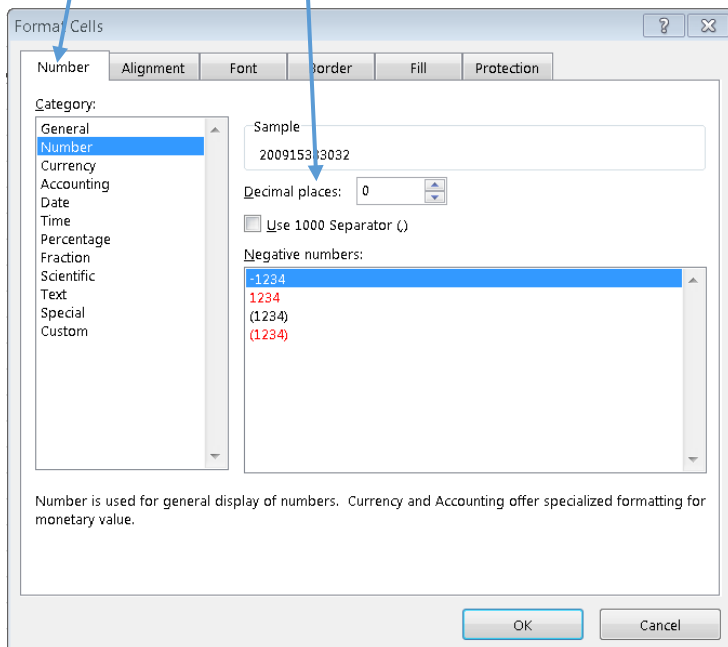 Format Cells
Number
Alignment
Font
Border
Fill
Protection
Category:
General
Number
Currency
Accounting
Date
Time
Percentage
Fraction
Scientific
Text
Special
Custom
Sample
Decimal places: 0
Use 1000 Separator (,)
Negative numbers:
-1234
1234
(1234)
(1234)
Number is used for general display of numbers. Currency and Accounting offer specialized formatting for
monetary value.
OK
Cancel